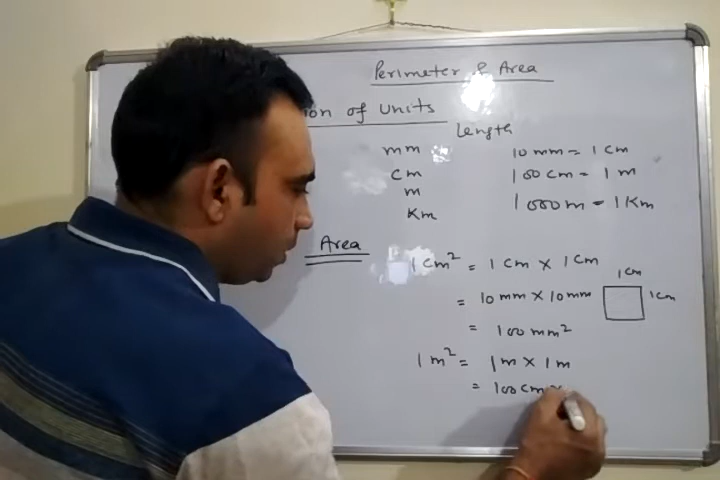 Perimeter & Area
ion of units
Length
mm 10 mm = 1 cm
cm 100 cm = 1 m
m 1000 m = 1 Km
Km
Area
1 cm² = 1 cm × 1 cm
1 cm
= 10 mm × 10 mm 1 cm
= 100 mm²
1 m² = 1m × 1m
= 100 cm ×